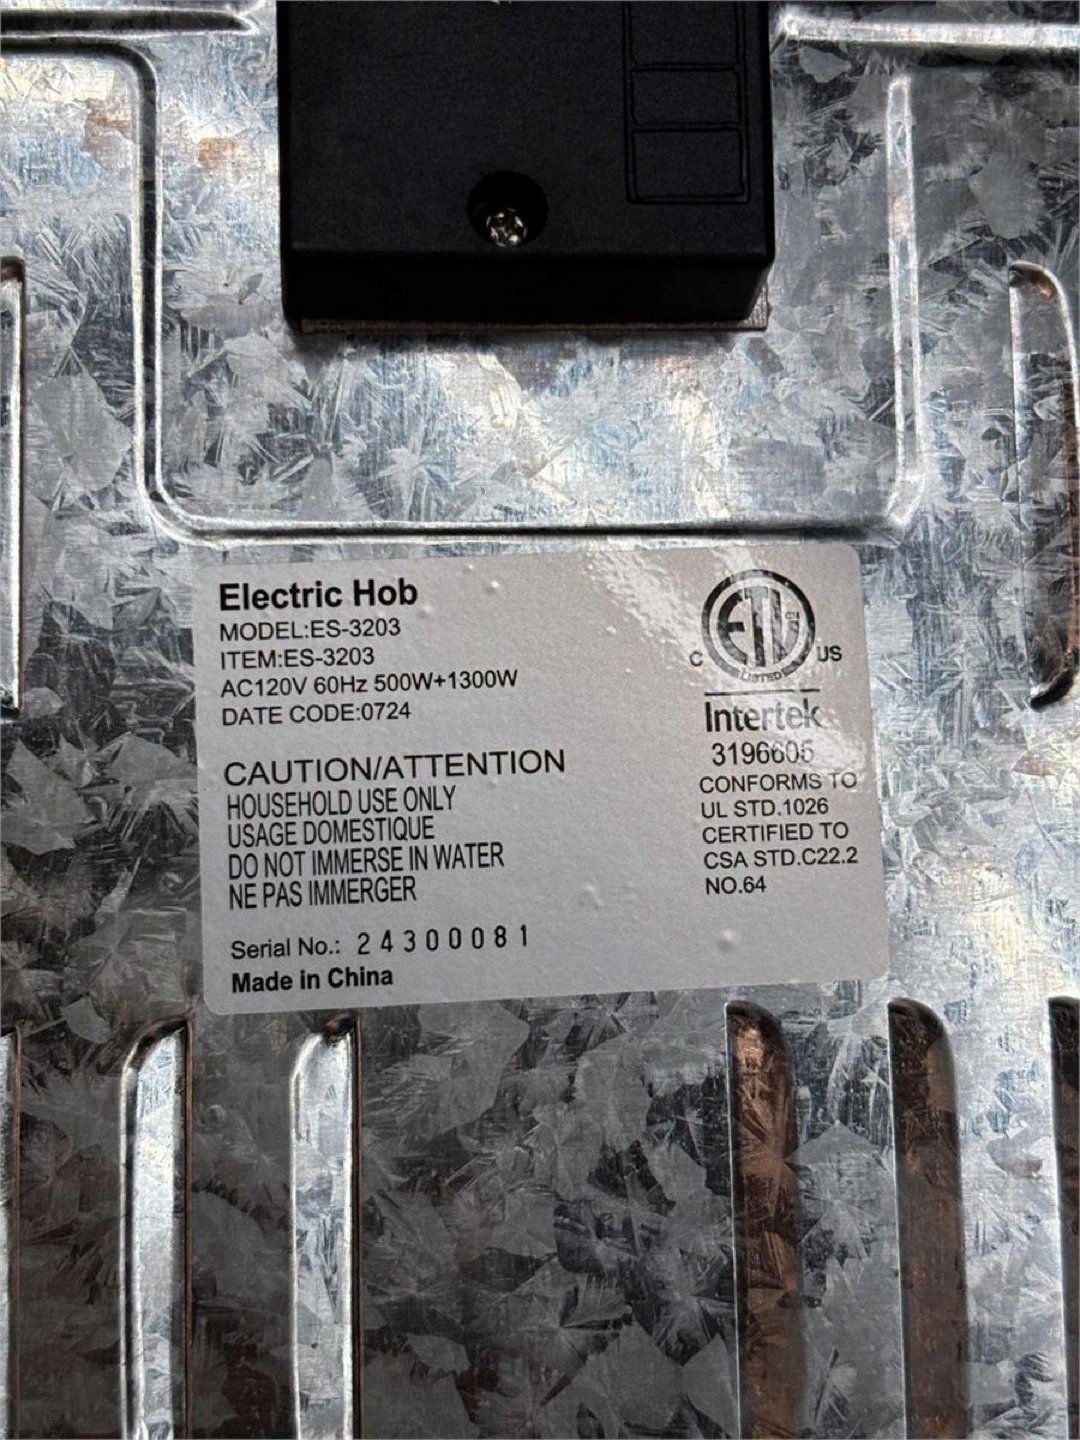 Electric Hob
MODEL:ES-3203
ITEM:ES-3203
AC120V 60Hz 500W+1300W
DATE CODE:0724
CAUTION/ATTENTION
HOUSEHOLD USE ONLY
USAGE DOMESTIQUE
DO NOT IMMERSE IN WATER
NE PAS IMMERGER
Serial No.: 24300081
Made in China
ETL
C US
LISTED
Intertek
3196605
CONFORMS TO
UL STD.1026
CERTIFIED TO
CSA STD.C22.2
NO.64